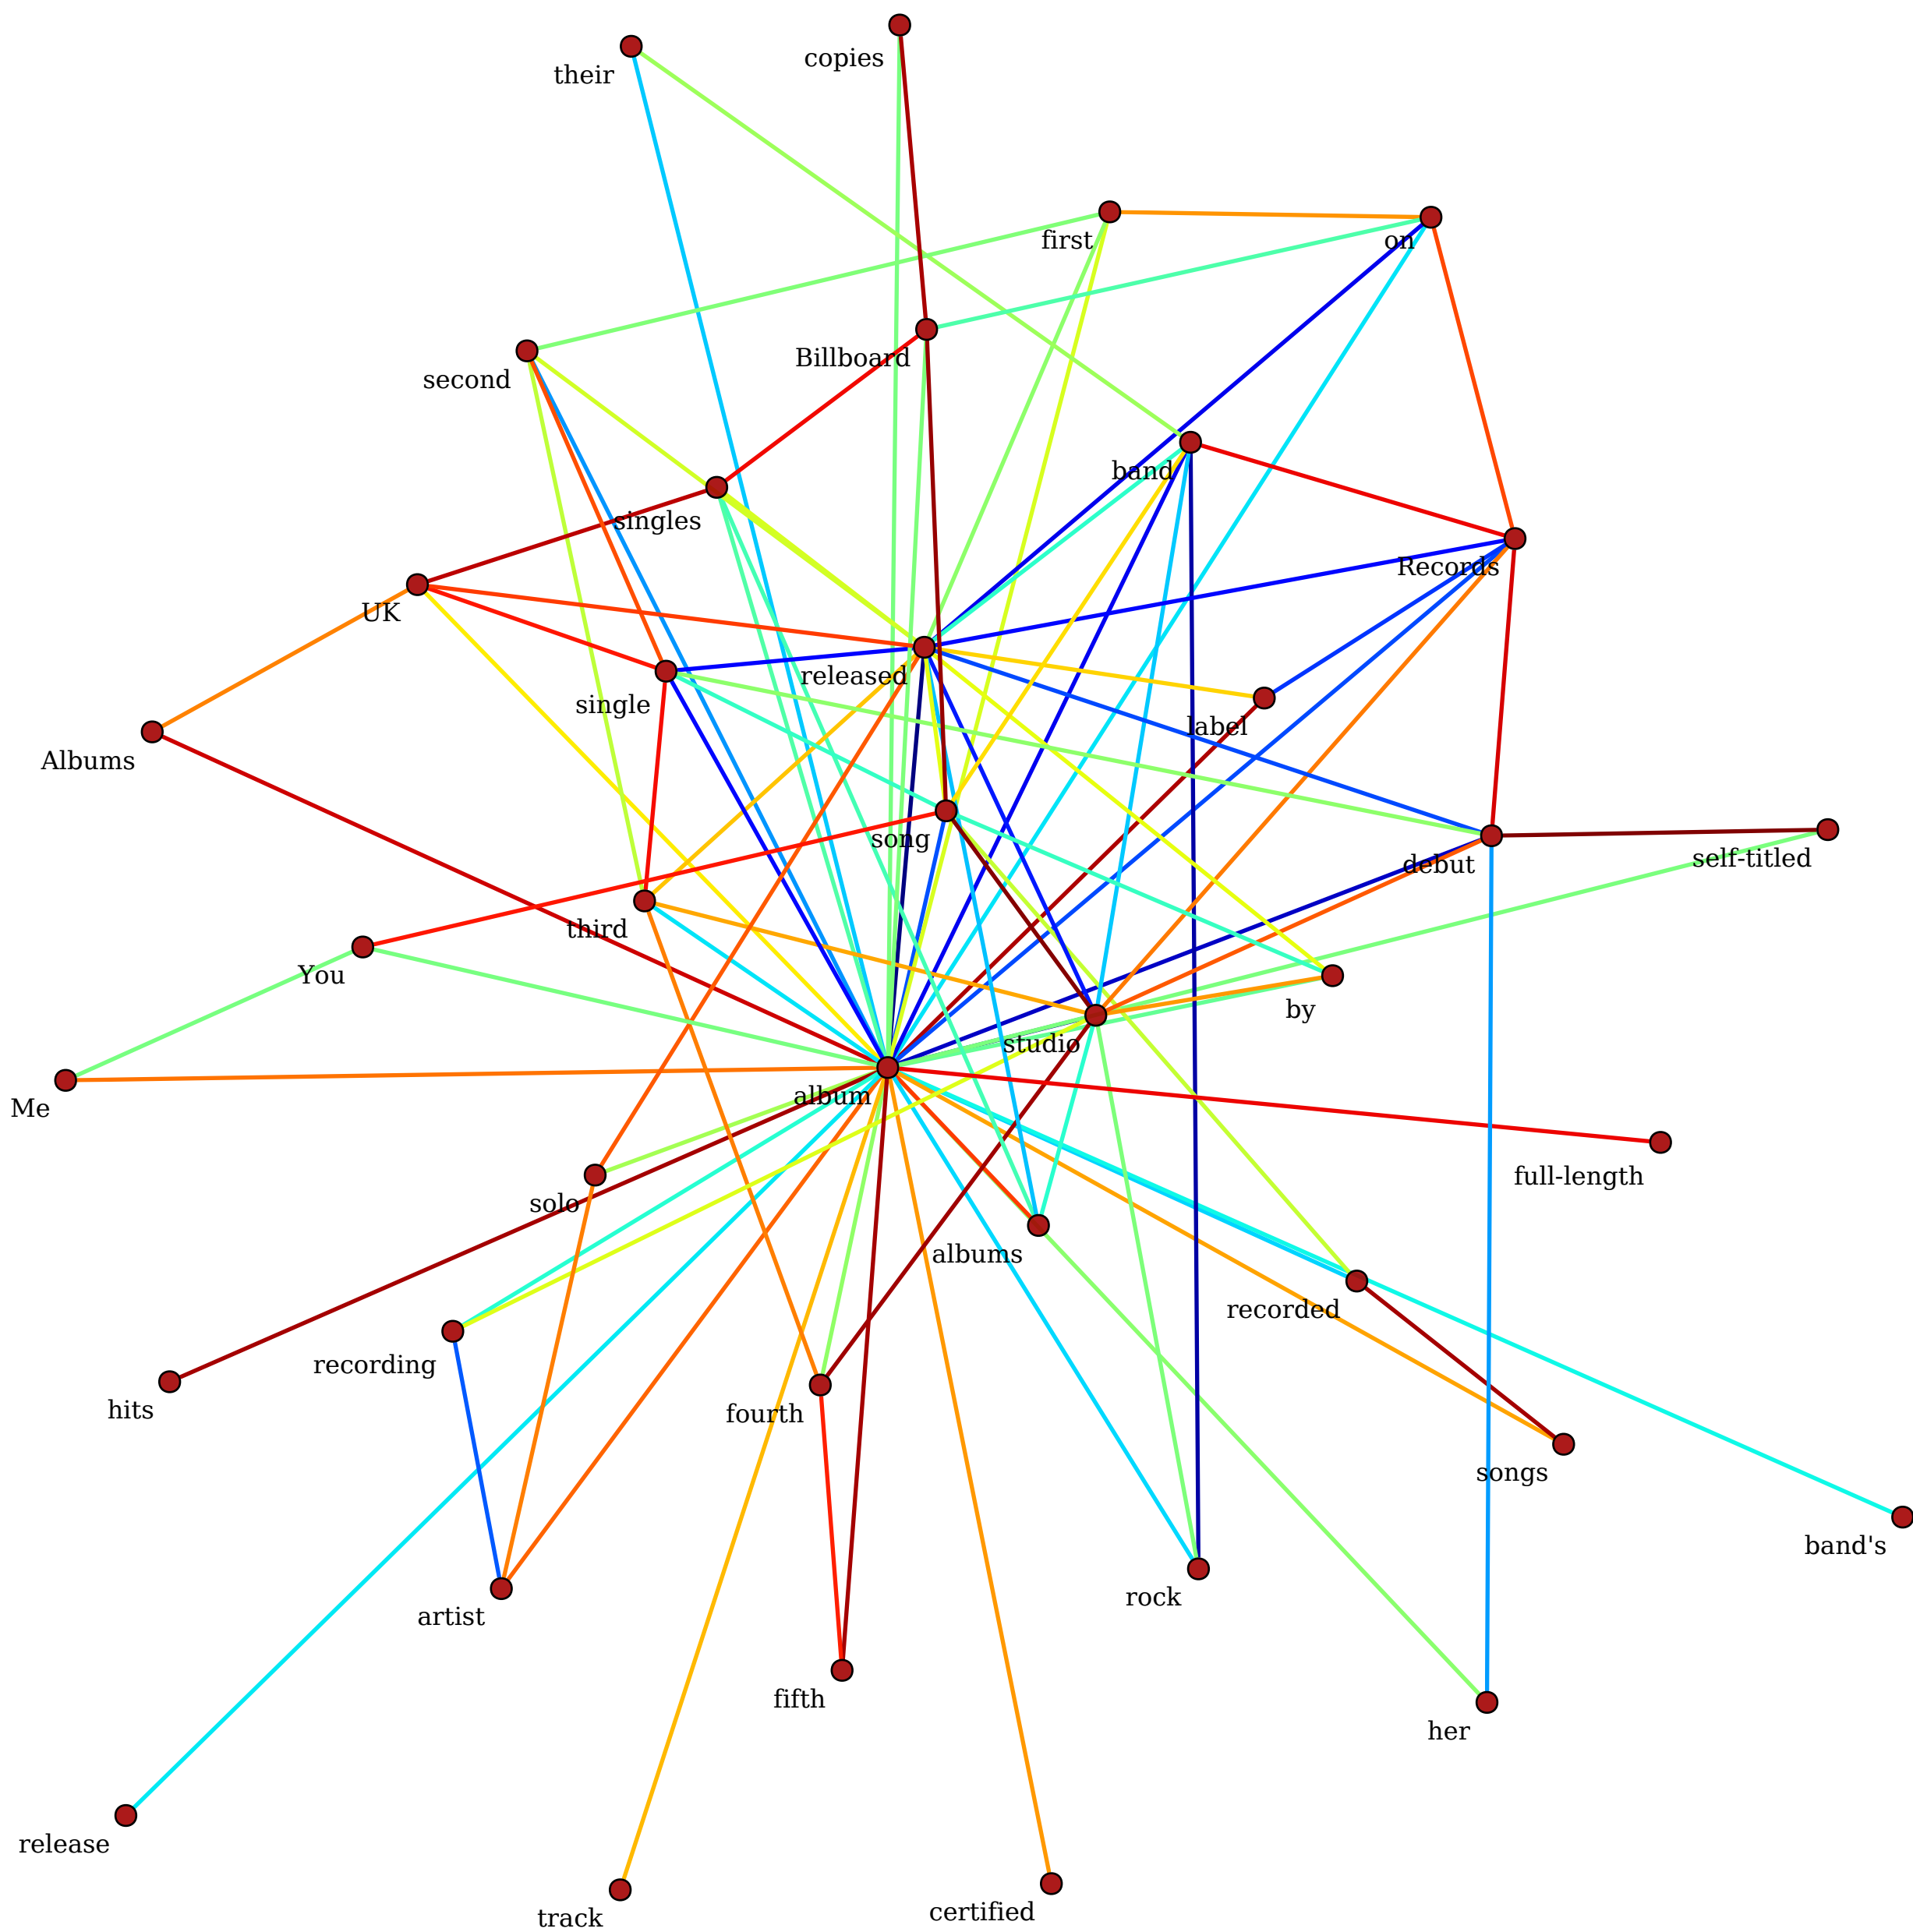 copies
their
first
on
Billboard
second
band
singles
Records
UK
released
single
label
Albums
song
self-titled
debut
third
You
by
studio
album
Me
full-length
solo
albums
recorded
recording
hits
fourth
songs
band's
rock
artist
fifth
her
release
certified
track